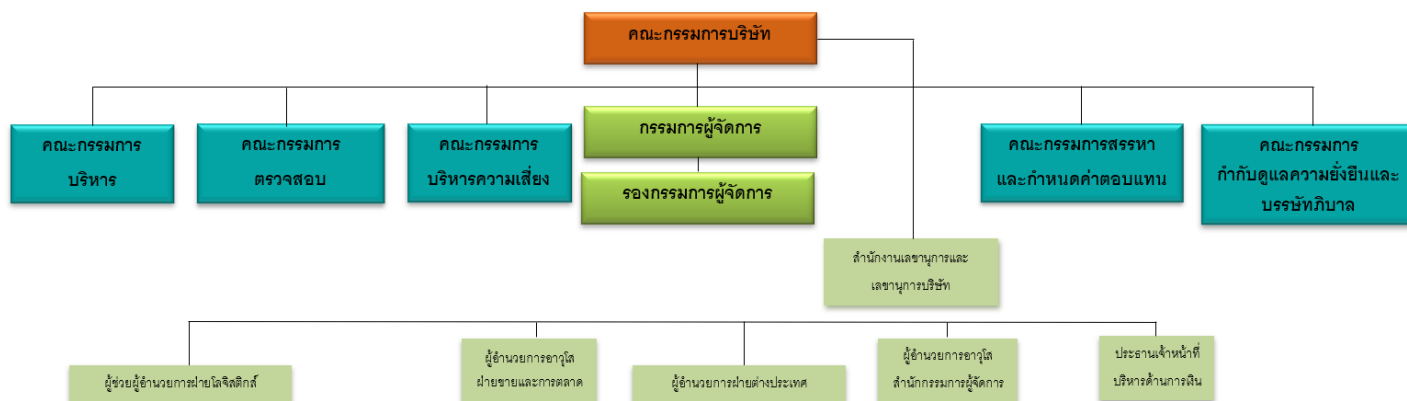 คณะกรรมการบริษัท
คณะกรรมการ
บริหาร
คณะกรรมการ
ตรวจสอบ
คณะกรรมการ
บริหารความเสี่ยง
กรรมการผู้จัดการ
รองกรรมการผู้จัดการ
คณะกรรมการสรรหา
และกำหนดค่าตอบแทน
คณะกรรมการ
กำกับดูแลความยั่งยืนและ
บรรษัทภิบาล
สำนักงานเลขานุการและ
เลขานุการบริษัท
ผู้ช่วยผู้อำนวยการฝ่ายโลจิสติกส์
ผู้อำนวยการอาวุโส
ฝ่ายขายและการตลาด
ผู้อำนวยการฝ่ายต่างประเทศ
ผู้อำนวยการอาวุโส
สำนักกรรมการผู้จัดการ
ประธานเจ้าหน้าที่
บริหารด้านการเงิน